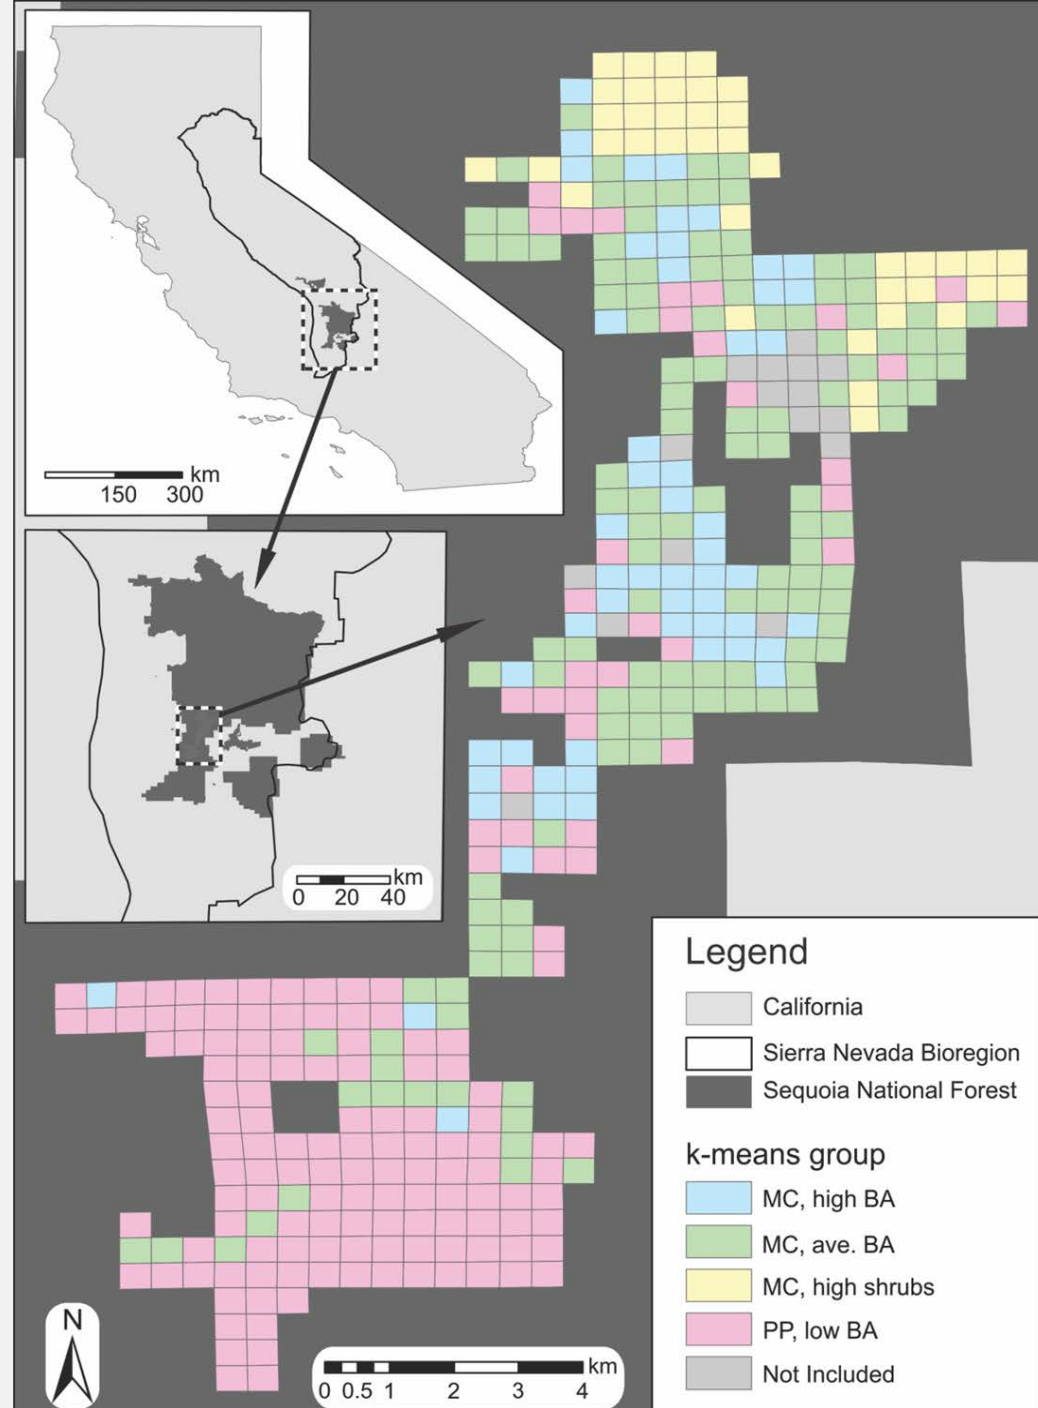 km
150 300
km
0 20 40
Legend
California
Sierra Nevada Bioregion
Sequoia National Forest
k-means group
MC, high BA
MC, ave. BA
MC, high shrubs
PP, low BA
Not Included
N
km
0 0.5 1 2 3 4